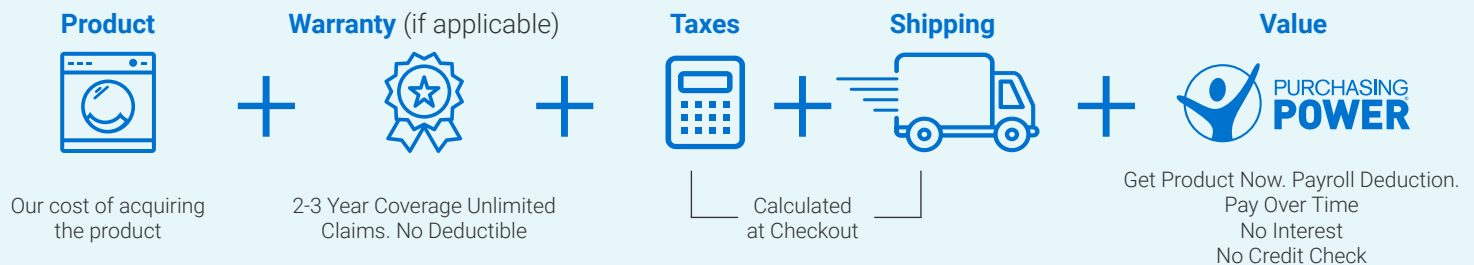 Product
Warranty (if applicable)
Taxes
Shipping
Value
PURCHASING
POWER
Our cost of acquiring
the product
2-3 Year Coverage Unlimited
Claims. No Deductible
Calculated
at Checkout
Get Product Now. Payroll Deduction.
Pay Over Time
No Interest
No Credit Check